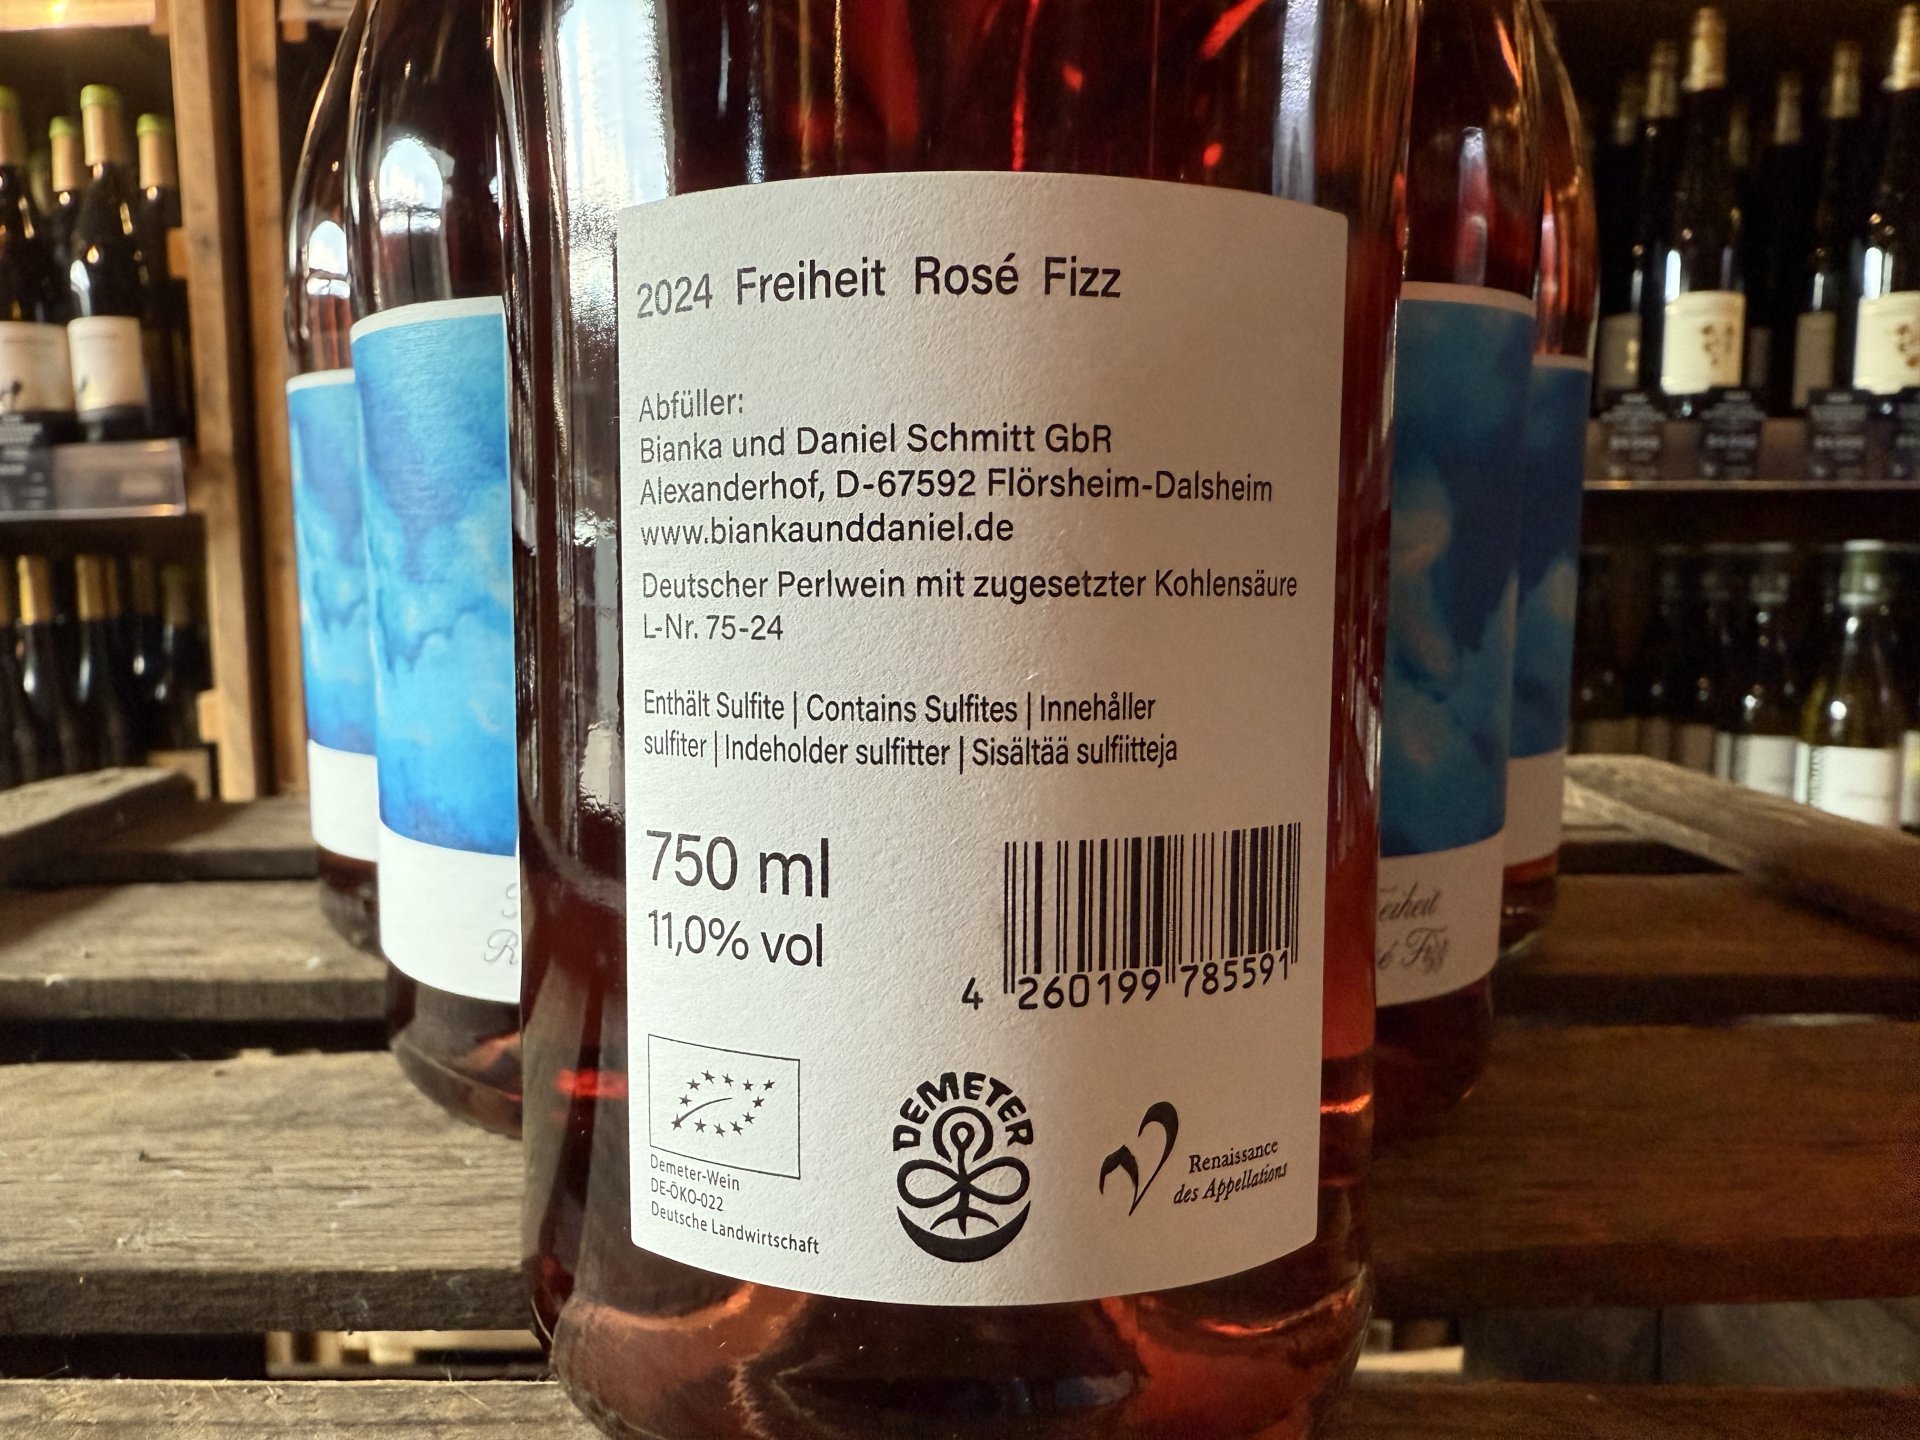 2024 Freiheit Rosé Fizz
Abfüller:
Bianka und Daniel Schmitt GbR
Alexanderhof, D-67592 Flörsheim-Dalsheim
www.biankaunddaniel.de
Deutscher Perlwein mit zugesetzter Kohlensäure
L-Nr. 75-24
Enthält Sulfite | Contains Sulfites | Innehåller
sulfiter | Indeholder sulfitter | Sisältää sulfiitteja
750 ml
11,0% vol
4 260199 785591
Demeter-Wein
DE-ÖKO-022
Deutsche Landwirtschaft
DEMETER
Renaissance
des Appellations